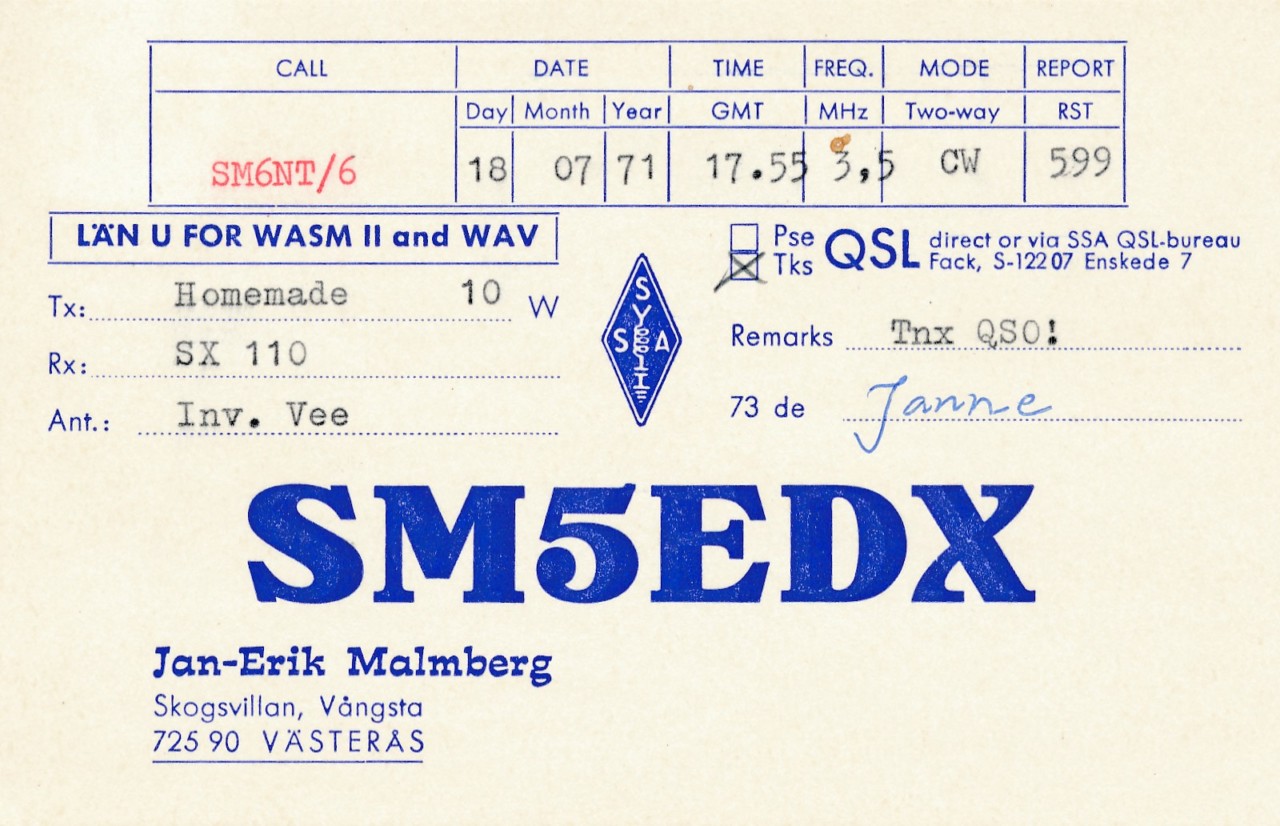 CALL DATE TIME FREQ. MODE REPORT
Day Month Year GMT MHz Two-way RST
SM6NT/6 18 07 71 17.55 3,5 CW 599
LÄN U FOR WASM II and WAV
Tx: Homemade 10 W
Rx: SX 110
Ant.: Inv. Vee
S
Y
S A
I
Pse
Tks
QSL direct or via SSA QSL-bureau
Fack, S-122 07 Enskede 7
Remarks Tnx QSO!
73 de Janne
SM5EDX
Jan-Erik Malmberg
Skogsvillan, Vångsta
725 90 VÄSTERÅS